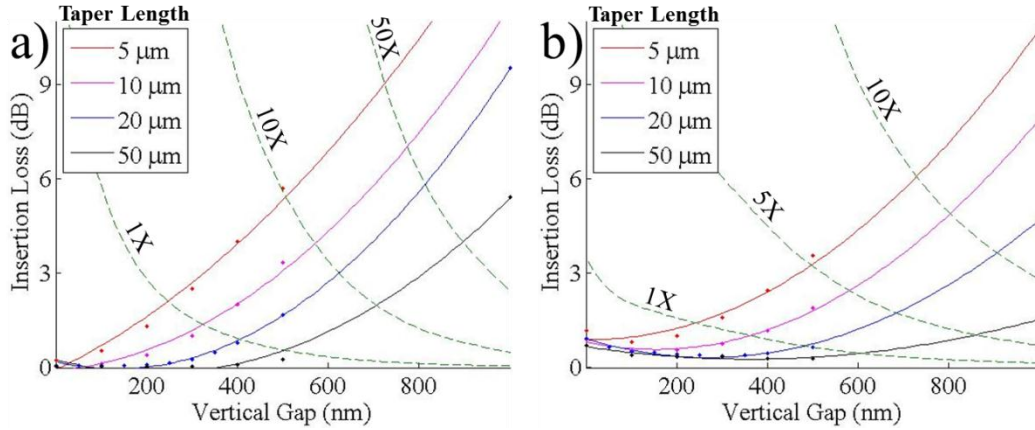 a)
Taper Length
5 μm
10 μm
20 μm
50 μm
1X
10X
50X
9
6
3
0
Insertion Loss (dB)
200
400
600
800
Vertical Gap (nm)
b)
Taper Length
5 μm
10 μm
20 μm
50 μm
1X
5X
10X
9
6
3
0
Insertion Loss (dB)
200
400
600
800
Vertical Gap (nm)